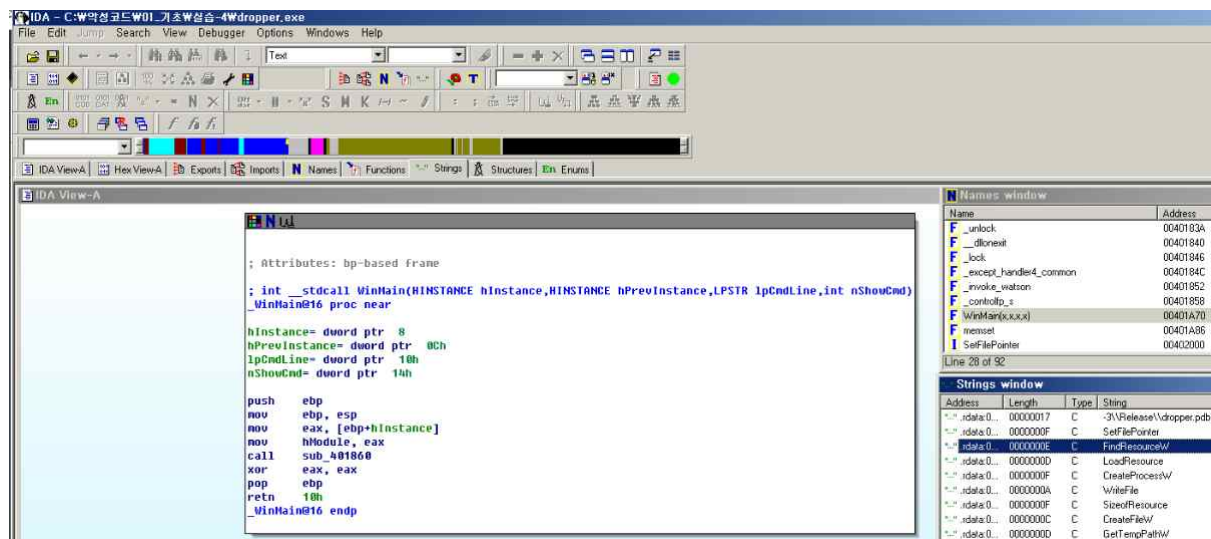 IDA - C:₩악성코드₩01_기초₩실습-4₩dropper.exe
File Edit Jump Search View Debugger Options Windows Help
Text
En N T
N S M K
f
IDA View-A Hex View-A Exports Imports N Names Functions Strings Structures En Enums
IDA View-A
; Attributes: bp-based frame
; int __stdcall WinMain(HINSTANCE hInstance,HINSTANCE hPrevInstance,LPSTR lpCmdLine,int nShowCmd)
_WinMain@16 proc near
hInstance= dword ptr 8
hPrevInstance= dword ptr 0Ch
lpCmdLine= dword ptr 10h
nShowCmd= dword ptr 14h
push ebp
mov ebp, esp
mov eax, [ebp+hInstance]
mov hModule, eax
call sub_401860
xor eax, eax
pop ebp
retn 10h
_WinMain@16 endp
Names window
Name Address
F _unlock 0040183A
F __dllonexit 00401840
F _lock 00401846
F _except_handler4_common 0040184C
F _invoke_watson 00401852
F _controlfp_s 00401858
F WinMain(x,x,x,x) 00401A70
F memset 00401A86
I SetFilePointer 00402000
Line 28 of 92
Strings window
Address Length Type String
.rdata:0... 00000017 C -3\\Release\\dropper.pdb
.rdata:0... 0000000F C SetFilePointer
.rdata:0... 0000000E C FindResourceW
.rdata:0... 0000000D C LoadResource
.rdata:0... 0000000F C CreateProcessW
.rdata:0... 0000000A C WriteFile
.rdata:0... 0000000F C SizeofResource
.rdata:0... 0000000C C CreateFileW
.rdata:0... 0000000D C GetTempPathW